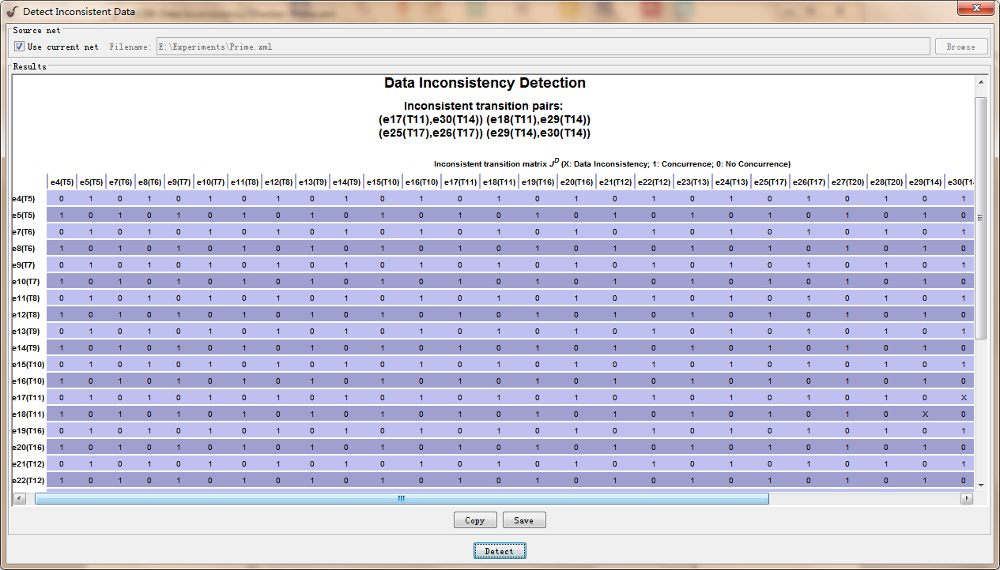 Detect Inconsistent Data
Source net
Use current net Filename: E:\Experiments\Prime.xml Browse
Results
Data Inconsistency Detection
Inconsistent transition pairs:
(e17(T11),e30(T14)) (e18(T11),e29(T14))
(e25(T17),e26(T17)) (e29(T14),e30(T14))
Inconsistent transition matrix J^D (X: Data Inconsistency; 1: Concurrence; 0: No Concurrence)
e4(T5) e5(T5) e7(T6) e8(T6) e9(T7) e10(T7) e11(T8) e12(T8) e13(T9) e14(T9) e15(T10) e16(T10) e17(T11) e18(T11) e19(T16) e20(T16) e21(T12) e22(T12) e23(T13) e24(T13) e25(T17) e26(T17) e27(T20) e28(T20) e29(T14) e30(T1
e4(T5) 0 1 0 1 0 1 0 1 0 1 0 1 0 1 0 1 0 1 0 1 0 1 0 1 0 1
e5(T5) 1 0 1 0 1 0 1 0 1 0 1 0 1 0 1 0 1 0 1 0 1 0 1 0 1 0
e7(T6) 0 1 0 1 0 1 0 1 0 1 0 1 0 1 0 1 0 1 0 1 0 1 0 1 0 1
e8(T6) 1 0 1 0 1 0 1 0 1 0 1 0 1 0 1 0 1 0 1 0 1 0 1 0 1 0
e9(T7) 0 1 0 1 0 1 0 1 0 1 0 1 0 1 0 1 0 1 0 1 0 1 0 1 0 1
e10(T7) 1 0 1 0 1 0 1 0 1 0 1 0 1 0 1 0 1 0 1 0 1 0 1 0 1 0
e11(T8) 0 1 0 1 0 1 0 1 0 1 0 1 0 1 0 1 0 1 0 1 0 1 0 1 0 1
e12(T8) 1 0 1 0 1 0 1 0 1 0 1 0 1 0 1 0 1 0 1 0 1 0 1 0 1 0
e13(T9) 0 1 0 1 0 1 0 1 0 1 0 1 0 1 0 1 0 1 0 1 0 1 0 1 0 1
e14(T9) 1 0 1 0 1 0 1 0 1 0 1 0 1 0 1 0 1 0 1 0 1 0 1 0 1 0
e15(T10) 0 1 0 1 0 1 0 1 0 1 0 1 0 1 0 1 0 1 0 1 0 1 0 1 0 1
e16(T10) 1 0 1 0 1 0 1 0 1 0 1 0 1 0 1 0 1 0 1 0 1 0 1 0 1 0
e17(T11) 0 1 0 1 0 1 0 1 0 1 0 1 0 1 0 1 0 1 0 1 0 1 0 1 0 X
e18(T11) 1 0 1 0 1 0 1 0 1 0 1 0 1 0 1 0 1 0 1 0 1 0 1 0 X 0
e19(T16) 0 1 0 1 0 1 0 1 0 1 0 1 0 1 0 1 0 1 0 1 0 1 0 1 0 1
e20(T16) 1 0 1 0 1 0 1 0 1 0 1 0 1 0 1 0 1 0 1 0 1 0 1 0 1 0
e21(T12) 0 1 0 1 0 1 0 1 0 1 0 1 0 1 0 1 0 1 0 1 0 1 0 1 0 1
e22(T12) 1 0 1 0 1 0 1 0 1 0 1 0 1 0 1 0 1 0 1 0 1 0 1 0 1 0
Copy Save
Detect